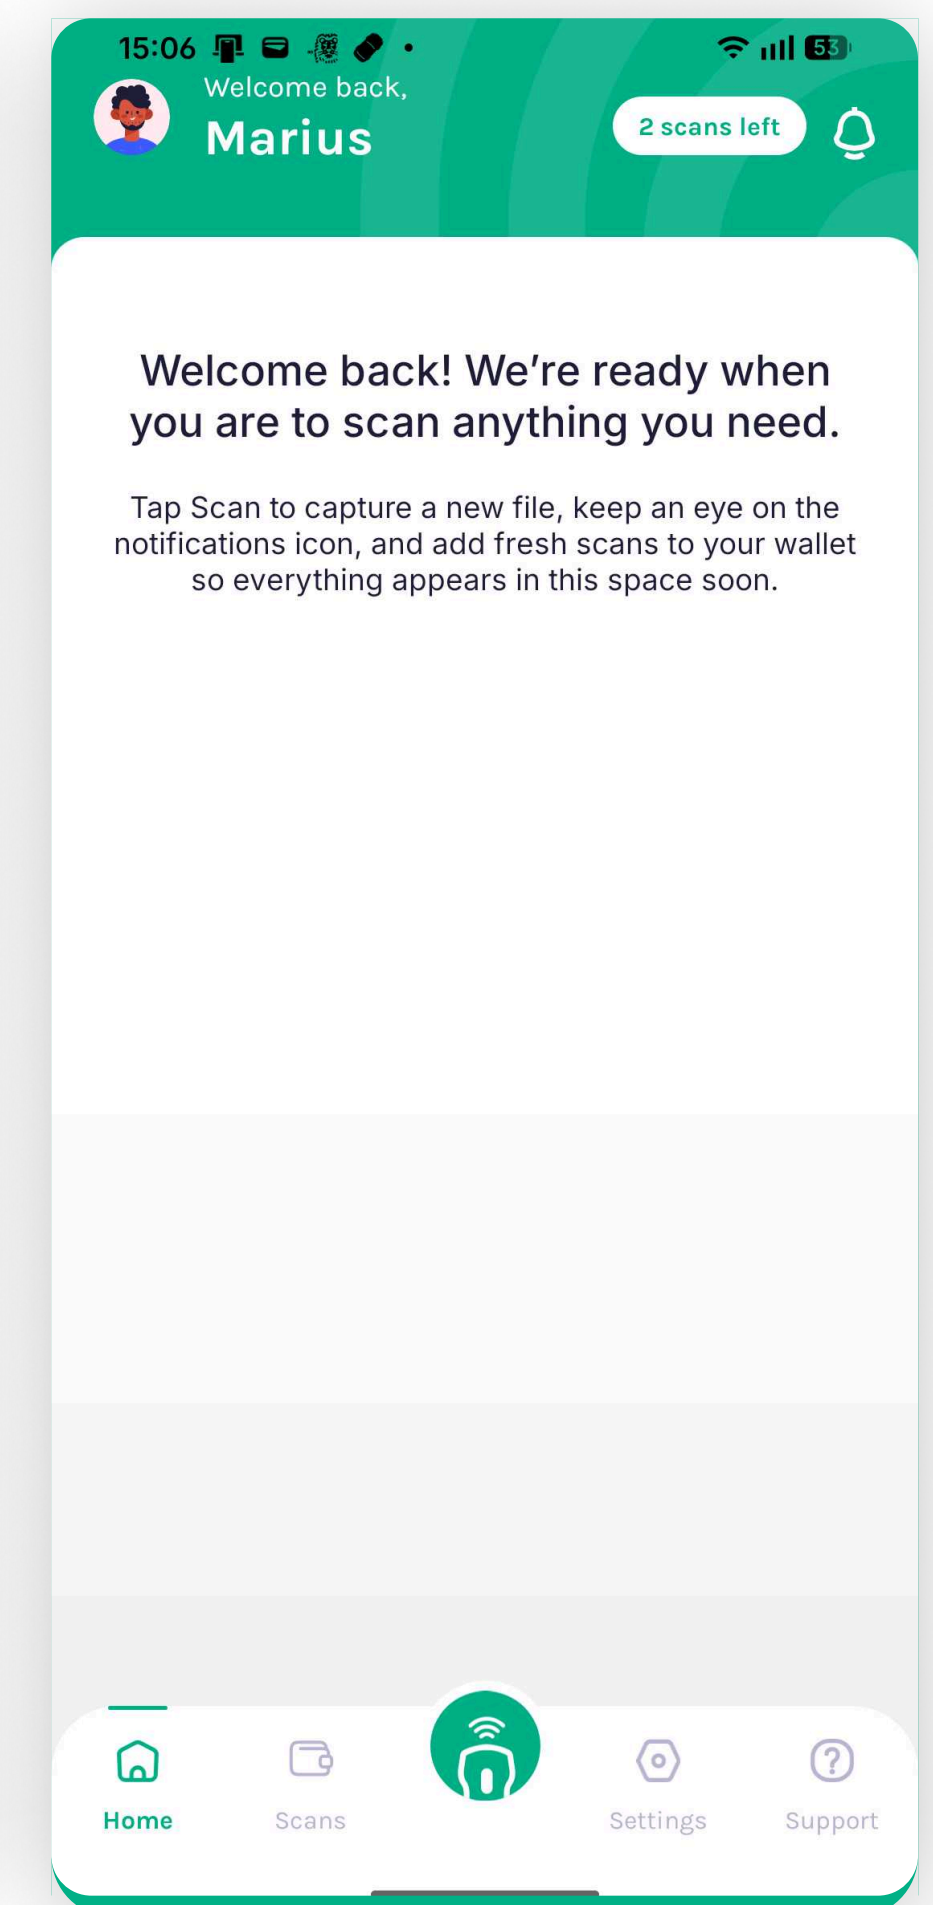 15:06
53
Welcome back,
Marius
2 scans left
Welcome back! We’re ready when
you are to scan anything you need.
Tap Scan to capture a new file, keep an eye on the
notifications icon, and add fresh scans to your wallet
so everything appears in this space soon.
Home
Scans
Settings
Support